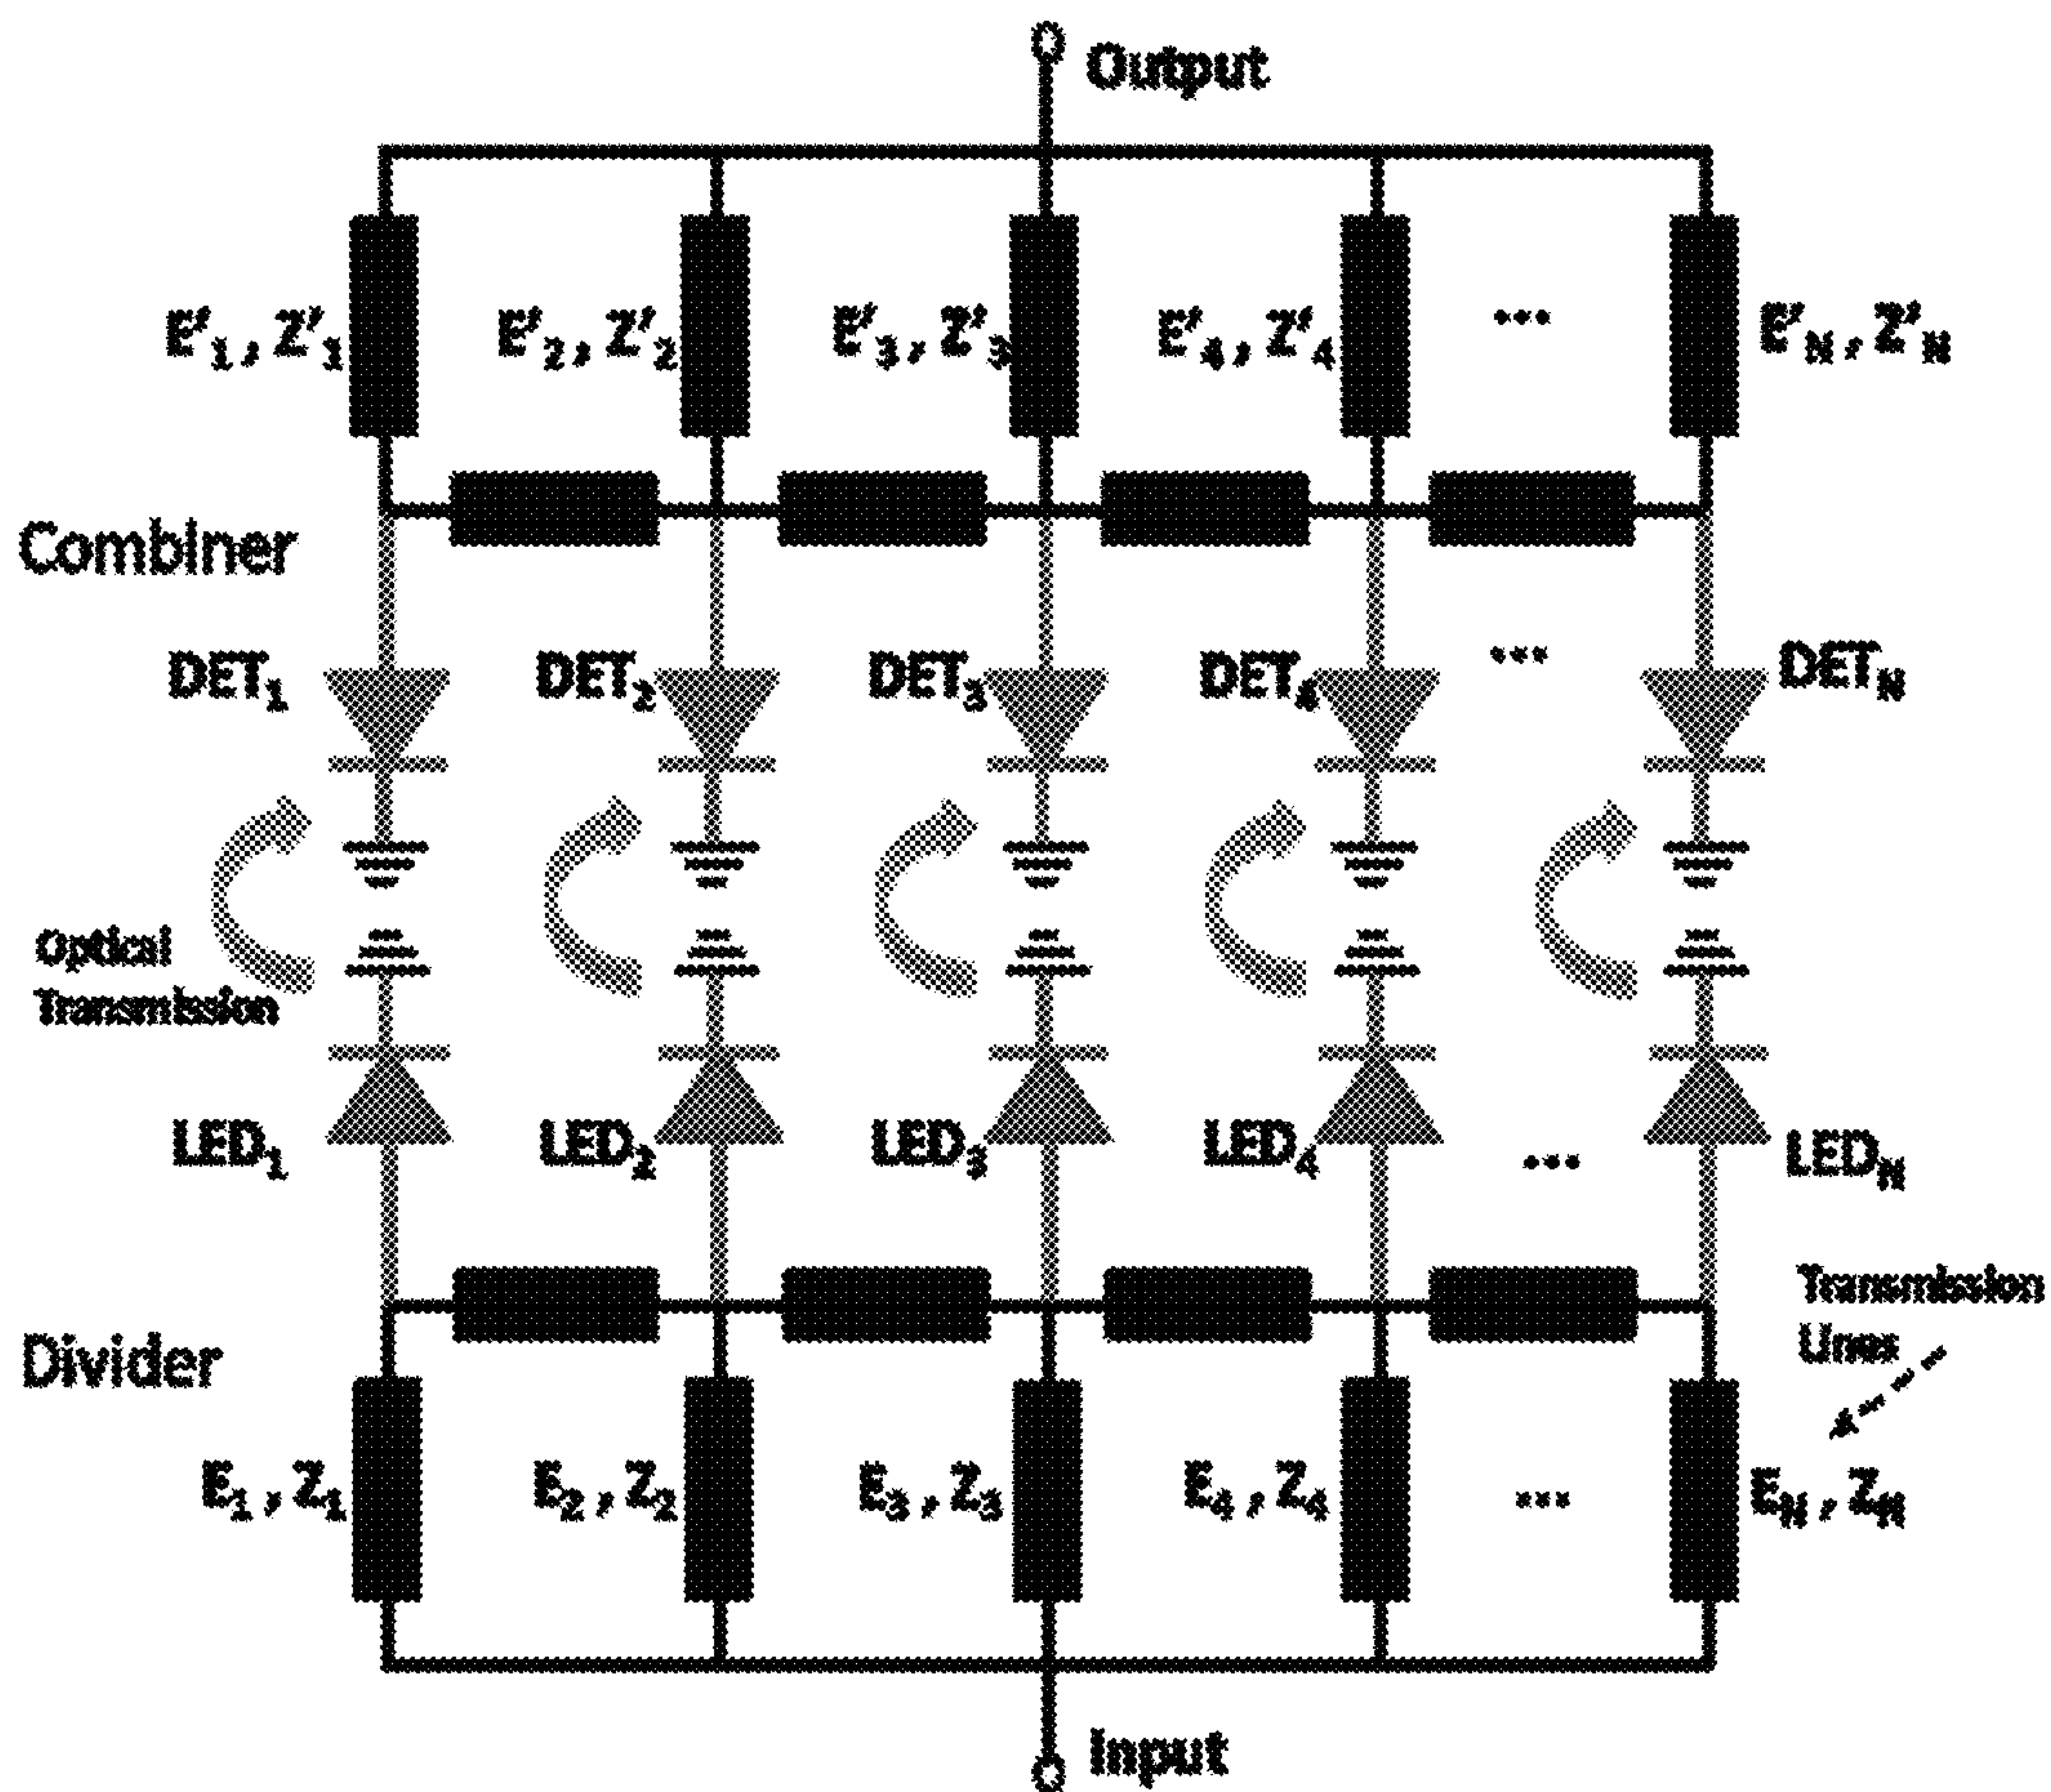 Output
E'₁, Z'₁ E'₂, Z'₂ E'₃, Z'₃ E'₄, Z'₄ ... E'N, Z'N
Combiner
DET₁ DET₂ DET₃ DET₄ ... DETN
Optical
Transmission
LED₁ LED₂ LED₃ LED₄ ... LEDN
Transmission
Lines
Divider
E₁, Z₁ E₂, Z₂ E₃, Z₃ E₄, Z₄ ... EN, ZN
Input